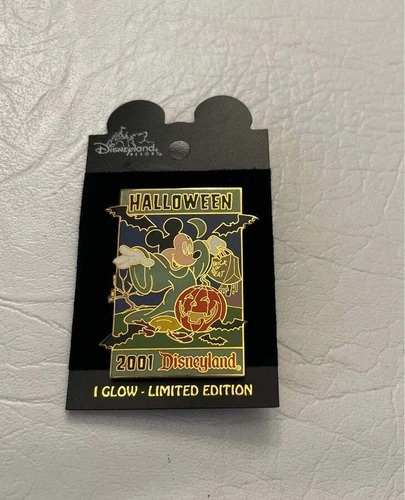 Disneyland
RESORT
HALLOWEEN
2001 Disneyland
I GLOW - LIMITED EDITION